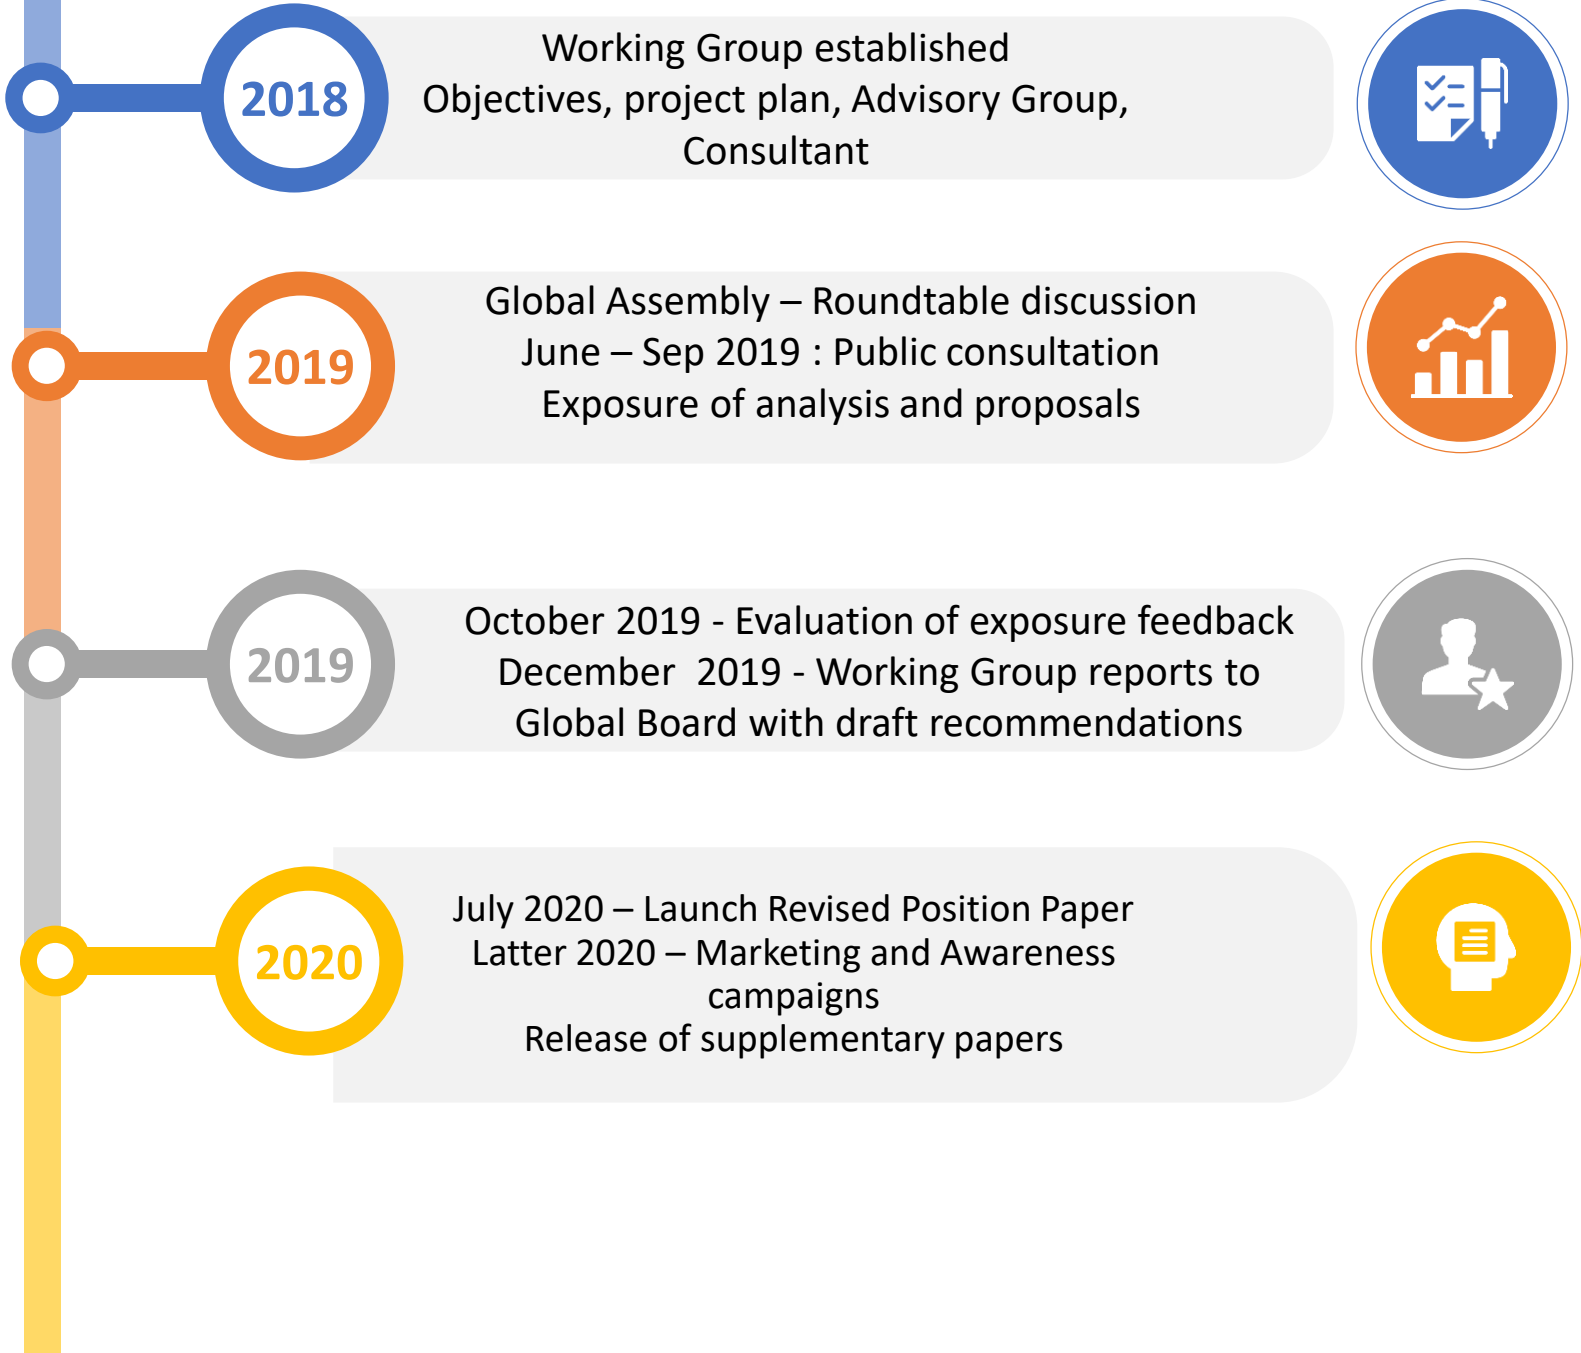 2018
Working Group established
Objectives, project plan, Advisory Group,
Consultant
2019
Global Assembly – Roundtable discussion
June – Sep 2019 : Public consultation
Exposure of analysis and proposals
2019
October 2019 - Evaluation of exposure feedback
December  2019 - Working Group reports to
Global Board with draft recommendations
2020
July 2020 – Launch Revised Position Paper
Latter 2020 – Marketing and Awareness
campaigns
Release of supplementary papers